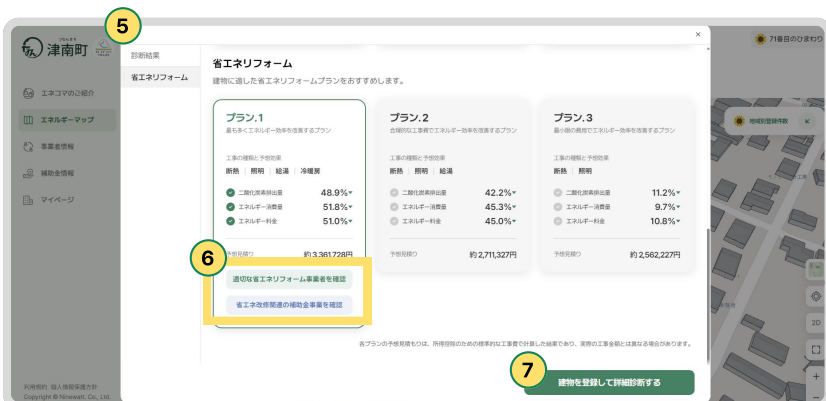 5
津南町
71番目のひまわり
×
診断結果
省エネリフォーム
エネコマのご紹介
エネルギーマップ
事業者情報
補助金情報
マイページ
利用規約 個人情報保護方針
Copyright © Ninewatt. Co., Ltd.
省エネリフォーム
建物に適した省エネリフォームプランをおすすめします。
プラン.1
最も多くエネルギー効率を改善するプラン
工事の種類と予想効果
断熱 | 照明 | 給湯 | 冷暖房
二酸化炭素排出量 48.9%▼
エネルギー消費量 51.8%▼
エネルギー料金 51.0%▼
予想見積り 約 3,361,728円
6
適切な省エネリフォーム事業者を確認
省エネ改修関連の補助金事業を確認
プラン.2
合理的な工事費でエネルギー効率を改善するプラン
工事の種類と予想効果
断熱 | 照明 | 給湯
二酸化炭素排出量 42.2%▼
エネルギー消費量 45.3%▼
エネルギー料金 45.0%▼
予想見積り 約 2,711,327円
プラン.3
最小限の費用でエネルギー効率を改善するプラン
工事の種類と予想効果
断熱 | 照明
二酸化炭素排出量 11.2%▼
エネルギー消費量 9.7%▼
エネルギー料金 10.8%▼
予想見積り 約 2,562,227円
各プランの予想見積もりは、所得控除のための標準的な工事費で計算した結果であり、実際の工事金額とは異なる場合があります。
7
建物を登録して詳細診断する
地域別登録件数
2D
+
−